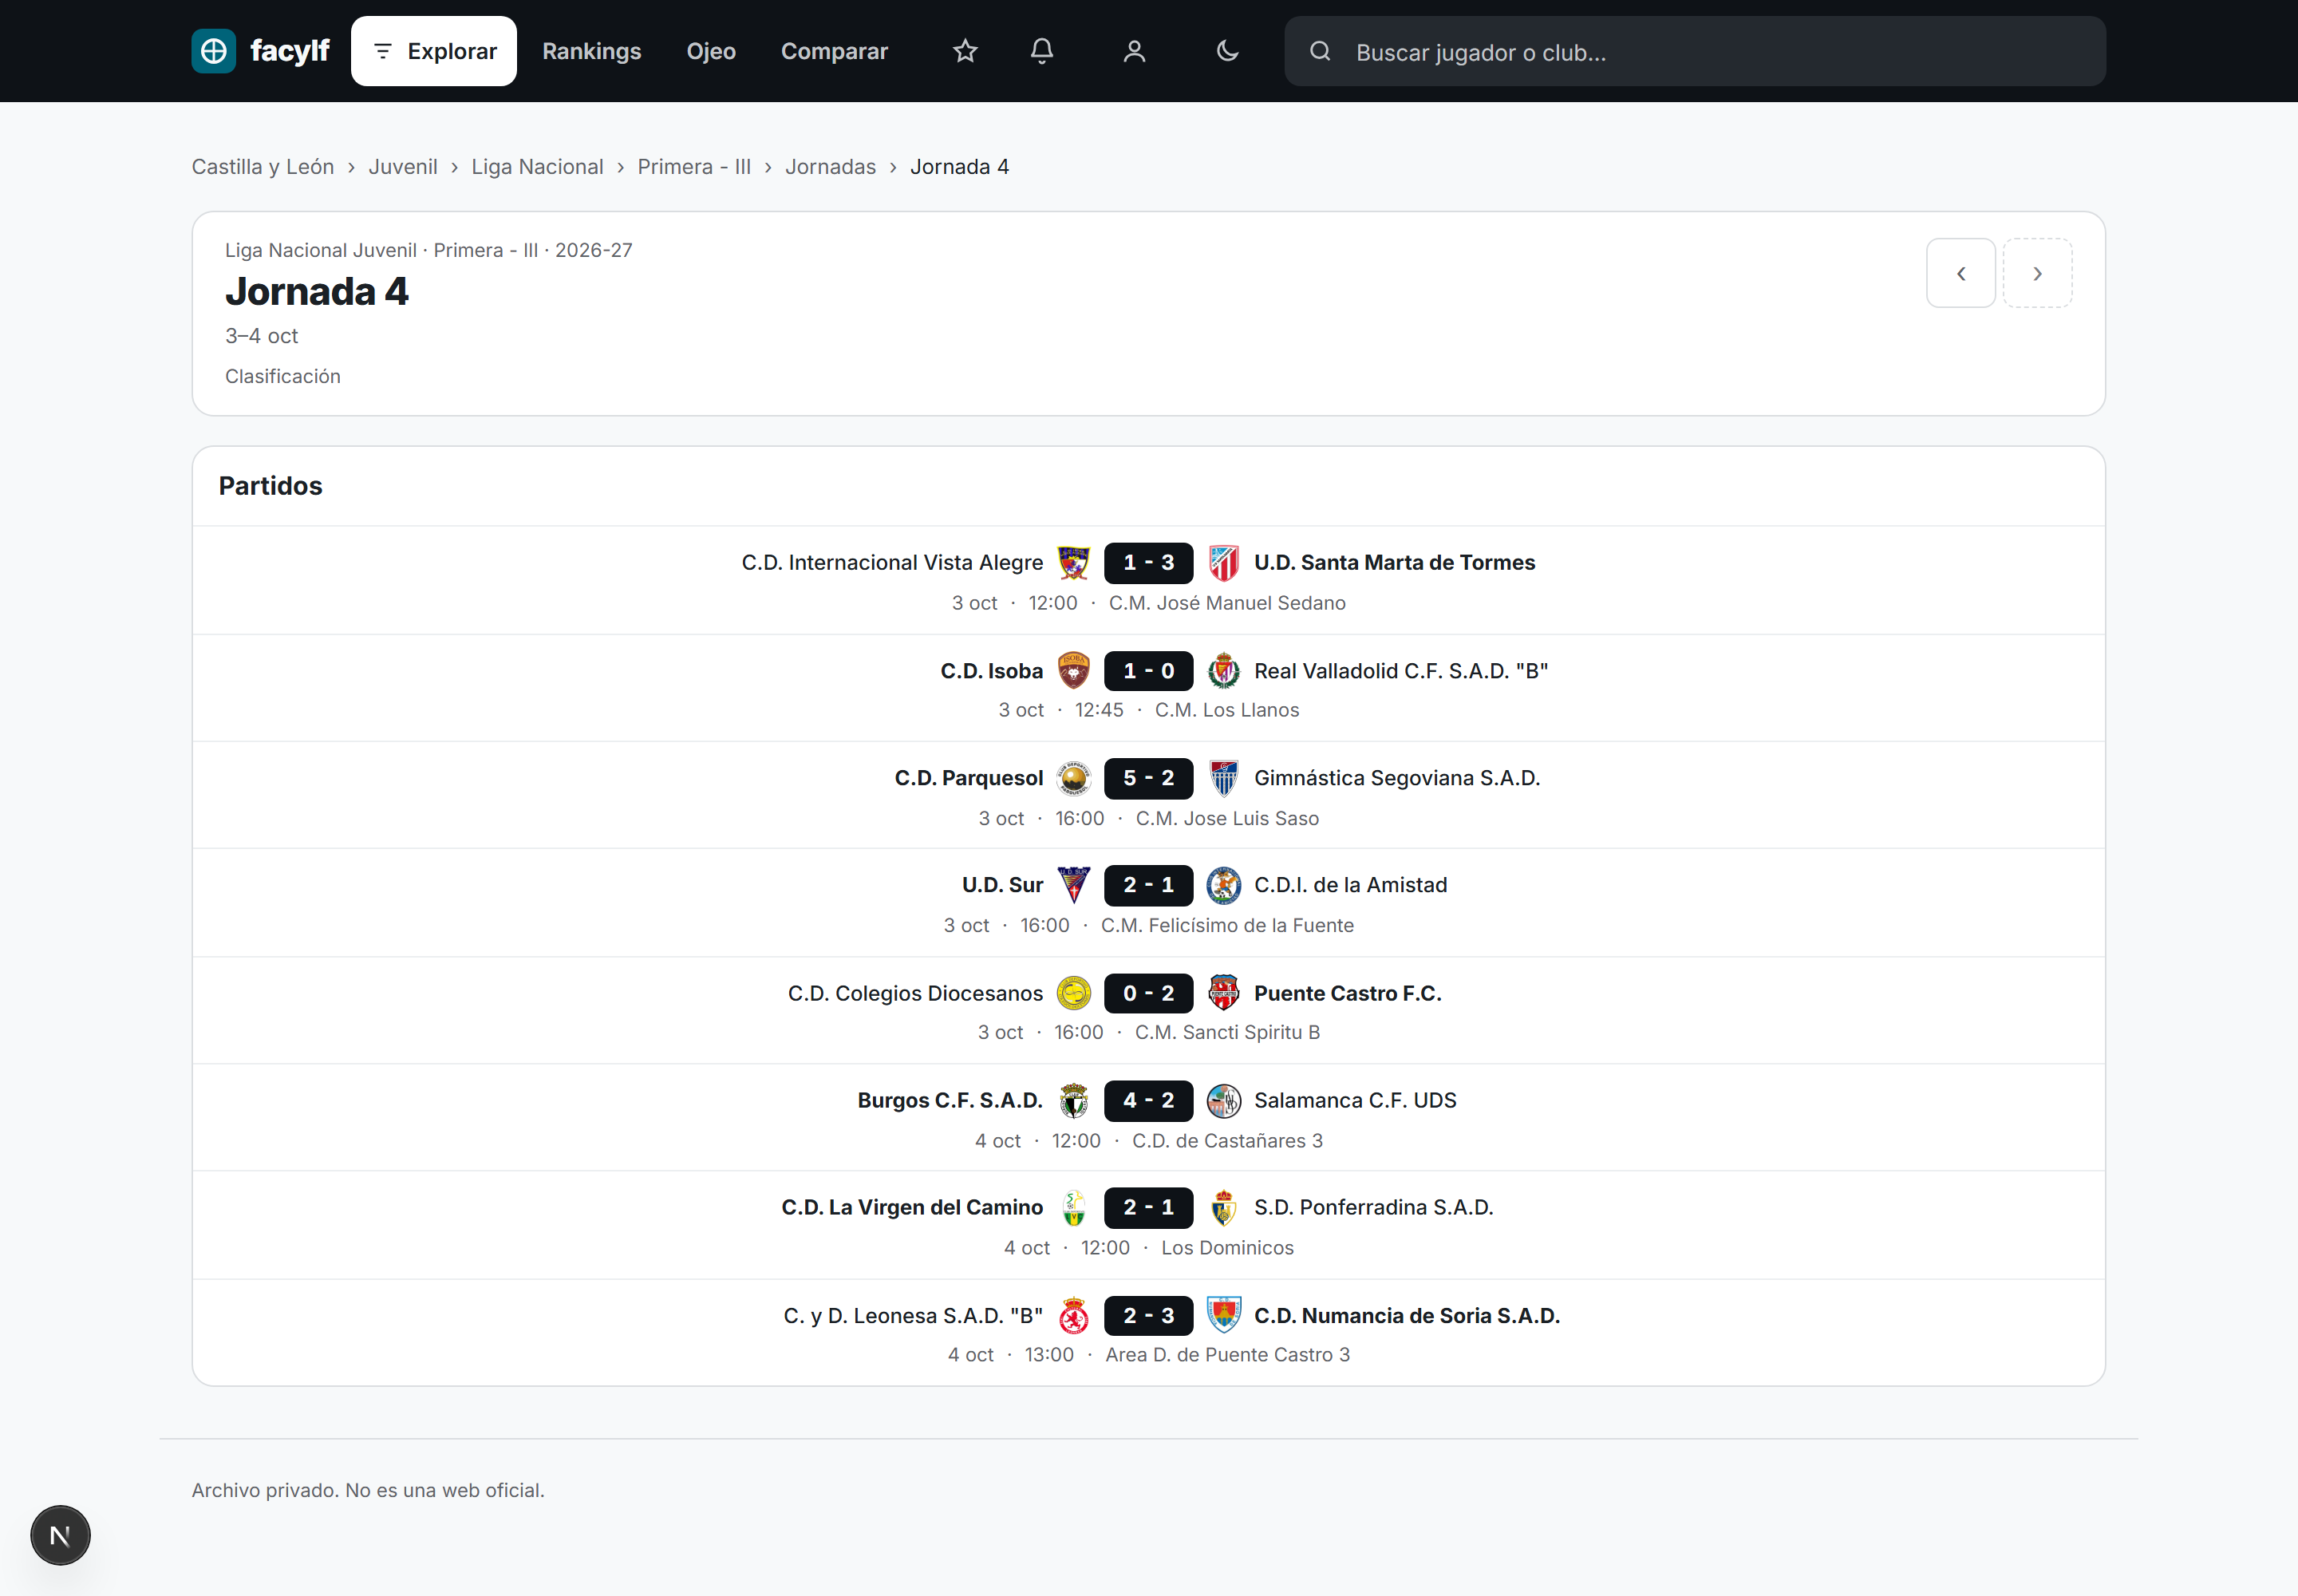 facylf Explorar Rankings Ojeo Comparar Buscar jugador o club...
Castilla y León › Juvenil › Liga Nacional › Primera - III › Jornadas › Jornada 4
Liga Nacional Juvenil · Primera - III · 2026-27
Jornada 4
3–4 oct
Clasificación
‹ ›
Partidos
C.D. Internacional Vista Alegre 1 - 3 U.D. Santa Marta de Tormes
3 oct · 12:00 · C.M. José Manuel Sedano
C.D. Isoba 1 - 0 Real Valladolid C.F. S.A.D. "B"
3 oct · 12:45 · C.M. Los Llanos
C.D. Parquesol 5 - 2 Gimnástica Segoviana S.A.D.
3 oct · 16:00 · C.M. Jose Luis Saso
U.D. Sur 2 - 1 C.D.I. de la Amistad
3 oct · 16:00 · C.M. Felicísimo de la Fuente
C.D. Colegios Diocesanos 0 - 2 Puente Castro F.C.
3 oct · 16:00 · C.M. Sancti Spiritu B
Burgos C.F. S.A.D. 4 - 2 Salamanca C.F. UDS
4 oct · 12:00 · C.D. de Castañares 3
C.D. La Virgen del Camino 2 - 1 S.D. Ponferradina S.A.D.
4 oct · 12:00 · Los Dominicos
C. y D. Leonesa S.A.D. "B" 2 - 3 C.D. Numancia de Soria S.A.D.
4 oct · 13:00 · Area D. de Puente Castro 3
Archivo privado. No es una web oficial.
N